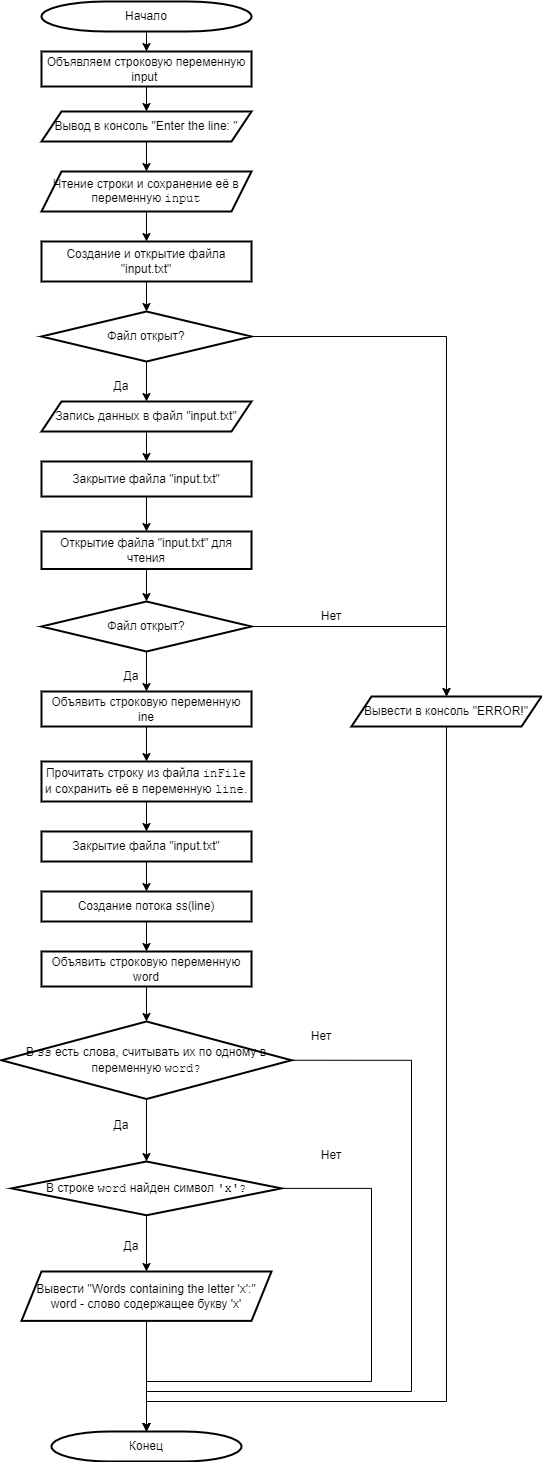 Начало
Объявляем строковую переменную
input
Вывод в консоль "Enter the line: "
Чтение строки и сохранение её в
переменную input
Создание и открытие файла
"input.txt"
Файл открыт?
Да
Запись данных в файл "input.txt"
Закрытие файла "input.txt"
Открытие файла "input.txt" для
чтения
Файл открыт?
Нет
Да
Объявить строковую переменную
ine
Вывести в консоль "ERROR!"
Прочитать строку из файла inFile
и сохранить её в переменную line.
Закрытие файла "input.txt"
Создание потока ss(line)
Объявить строковую переменную
word
Нет
В ss есть слова, считывать их по одному в
переменную word?
Да
Нет
В строке word найден символ 'x'?
Да
Вывести "Words containing the letter 'x':"
word - слово содержащее букву 'x'
Конец